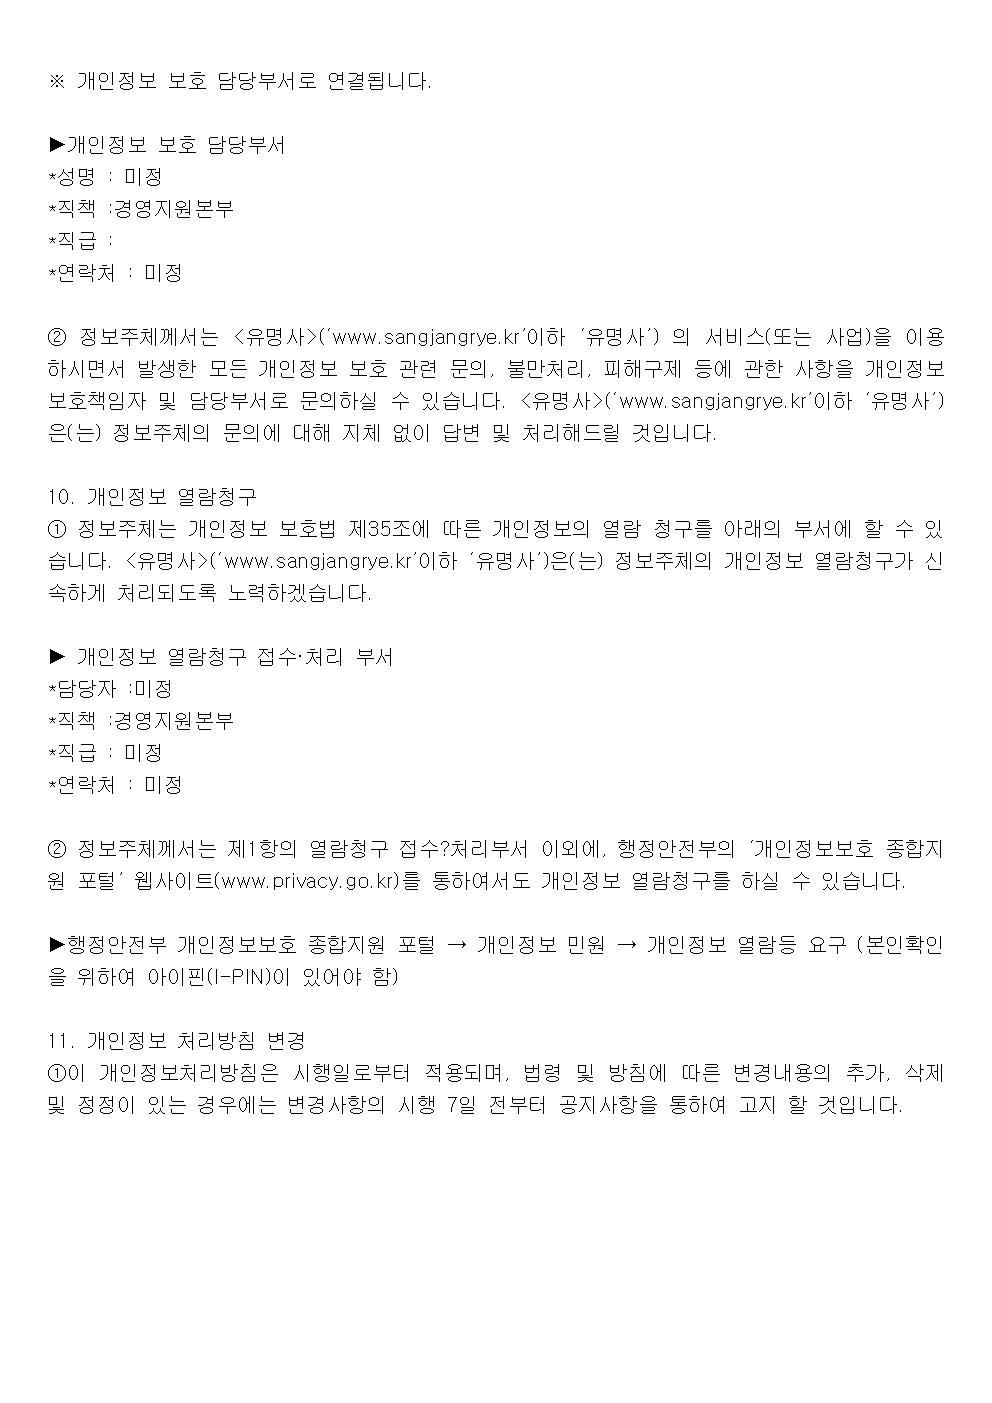 ※ 개인정보 보호 담당부서로 연결됩니다.
▶개인정보 보호 담당부서
*성명 : 미정
*직책 :경영지원본부
*직급 :
*연락처 : 미정
② 정보주체께서는 <유명사>(‘www.sangjangrye.kr’이하 ‘유명사’) 의 서비스(또는 사업)을 이용
하시면서 발생한 모든 개인정보 보호 관련 문의, 불만처리, 피해구제 등에 관한 사항을 개인정보
보호책임자 및 담당부서로 문의하실 수 있습니다. <유명사>(‘www.sangjangrye.kr’이하 ‘유명사’)
은(는) 정보주체의 문의에 대해 지체 없이 답변 및 처리해드릴 것입니다.
10. 개인정보 열람청구
① 정보주체는 개인정보 보호법 제35조에 따른 개인정보의 열람 청구를 아래의 부서에 할 수 있
습니다. <유명사>(‘www.sangjangrye.kr’이하 ‘유명사’)은(는) 정보주체의 개인정보 열람청구가 신
속하게 처리되도록 노력하겠습니다.
▶ 개인정보 열람청구 접수·처리 부서
*담당자 :미정
*직책 :경영지원본부
*직급 : 미정
*연락처 : 미정
② 정보주체께서는 제1항의 열람청구 접수?처리부서 이외에, 행정안전부의 ‘개인정보보호 종합지
원 포털’ 웹사이트(www.privacy.go.kr)를 통하여서도 개인정보 열람청구를 하실 수 있습니다.
▶행정안전부 개인정보보호 종합지원 포털 → 개인정보 민원 → 개인정보 열람등 요구 (본인확인
을 위하여 아이핀(I-PIN)이 있어야 함)
11. 개인정보 처리방침 변경
①이 개인정보처리방침은 시행일로부터 적용되며, 법령 및 방침에 따른 변경내용의 추가, 삭제
및 정정이 있는 경우에는 변경사항의 시행 7일 전부터 공지사항을 통하여 고지 할 것입니다.